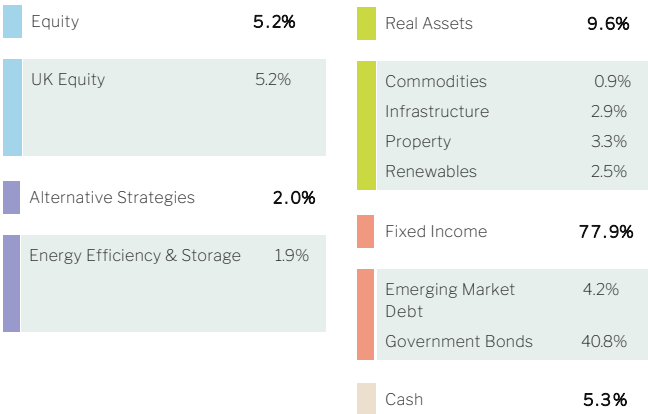 Equity 5.2%
UK Equity 5.2%
Alternative Strategies 2.0%
Energy Efficiency & Storage 1.9%
Real Assets 9.6%
Commodities 0.9%
Infrastructure 2.9%
Property 3.3%
Renewables 2.5%
Fixed Income 77.9%
Emerging Market 4.2%
Debt
Government Bonds 40.8%
Cash 5.3%